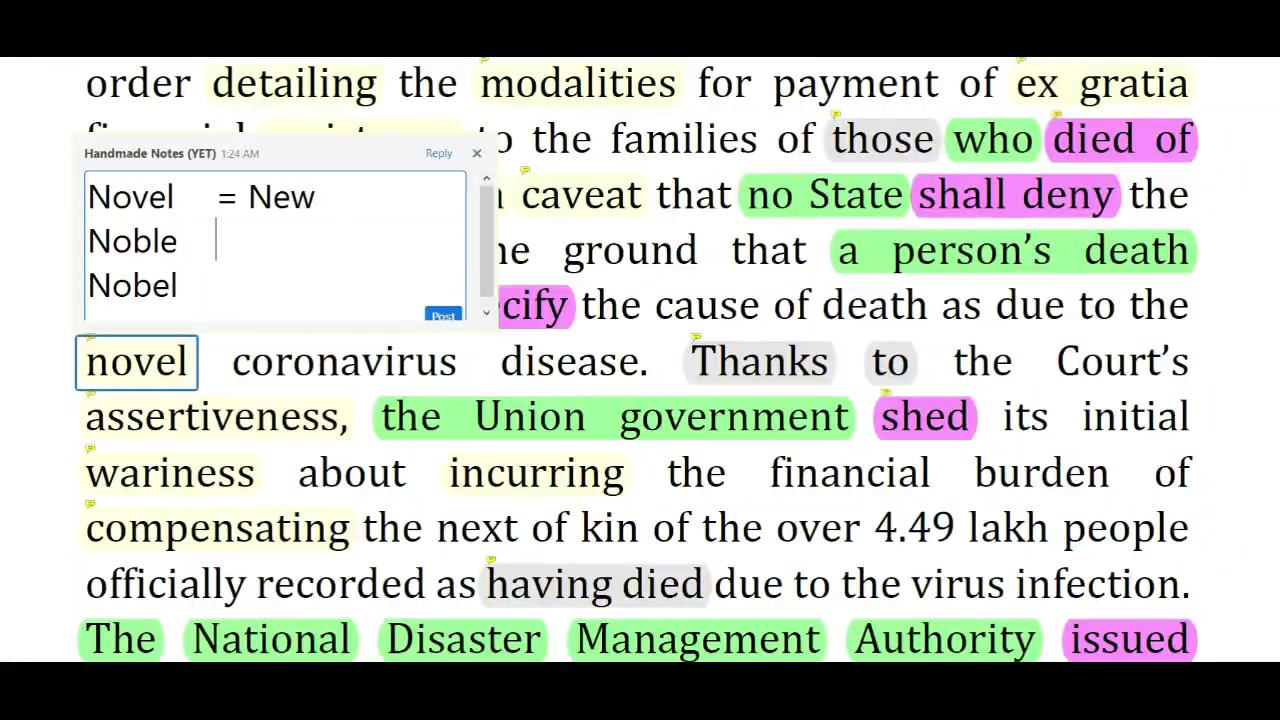 order detailing the modalities for payment of ex gratia
to the families of those who died of
Handmade Notes (YET) 1:24 AM Reply ×
Novel = New
Noble
Nobel
Post
caveat that no State shall deny the
ground that a person's death
cify the cause of death as due to the
novel coronavirus disease. Thanks to the Court's
assertiveness, the Union government shed its initial
wariness about incurring the financial burden of
compensating the next of kin of the over 4.49 lakh people
officially recorded as having died due to the virus infection.
The National Disaster Management Authority issued